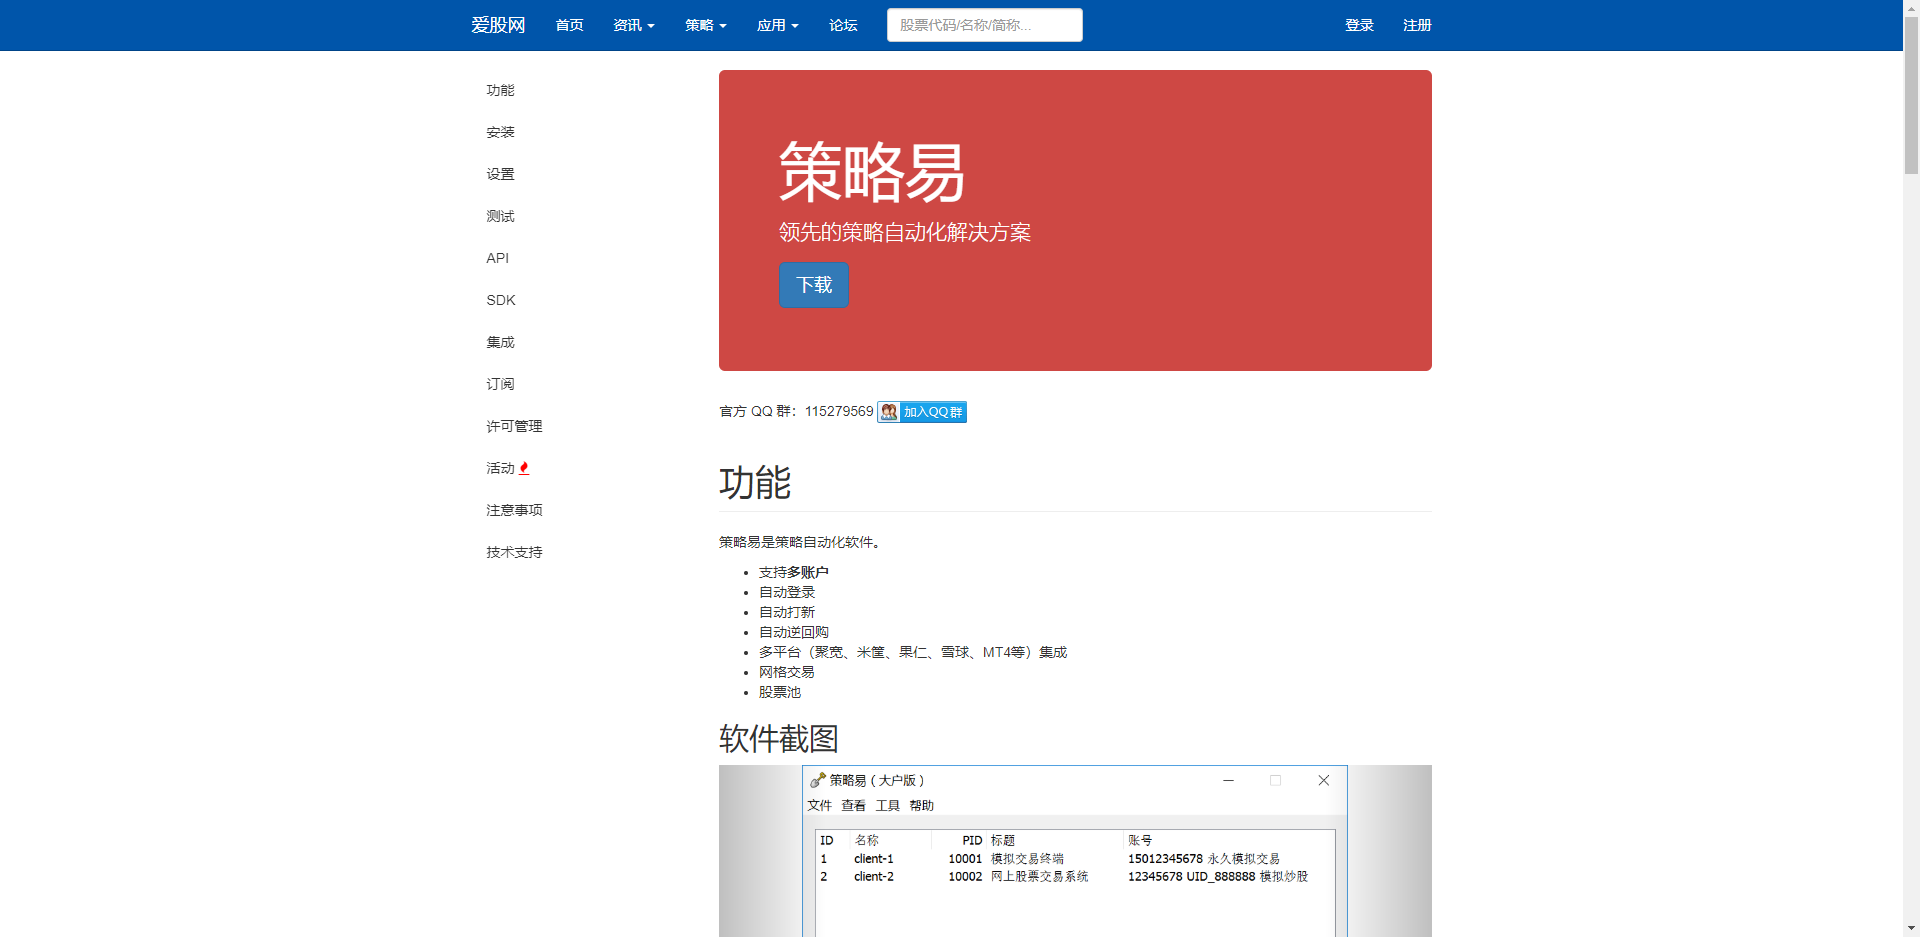 爱股网 首页 资讯 策略 应用 论坛 股票代码/名称/简称... 登录 注册
功能
安装
设置
测试
API
SDK
集成
订阅
许可管理
活动
注意事项
技术支持
策略易
领先的策略自动化解决方案
下载
官方 QQ 群：115279569 加入QQ群
功能
策略易是策略自动化软件。
支持多账户
自动登录
自动打新
自动逆回购
多平台（聚宽、米筐、果仁、雪球、MT4等）集成
网格交易
股票池
软件截图
策略易（大户版）
文件 查看 工具 帮助
ID 名称 PID 标题 账号
1 client-1 10001 模拟交易终端 15012345678 永久模拟交易
2 client-2 10002 网上股票交易系统 12345678 UID_888888 模拟炒股